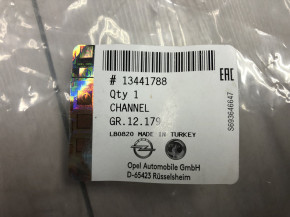 # 13441788
Qty 1
CHANNEL
GR.12.179
LB0820 MADE IN TURKEY
Opel Automobile GmbH
D-65423 Rüsselsheim
EAC
S693646647